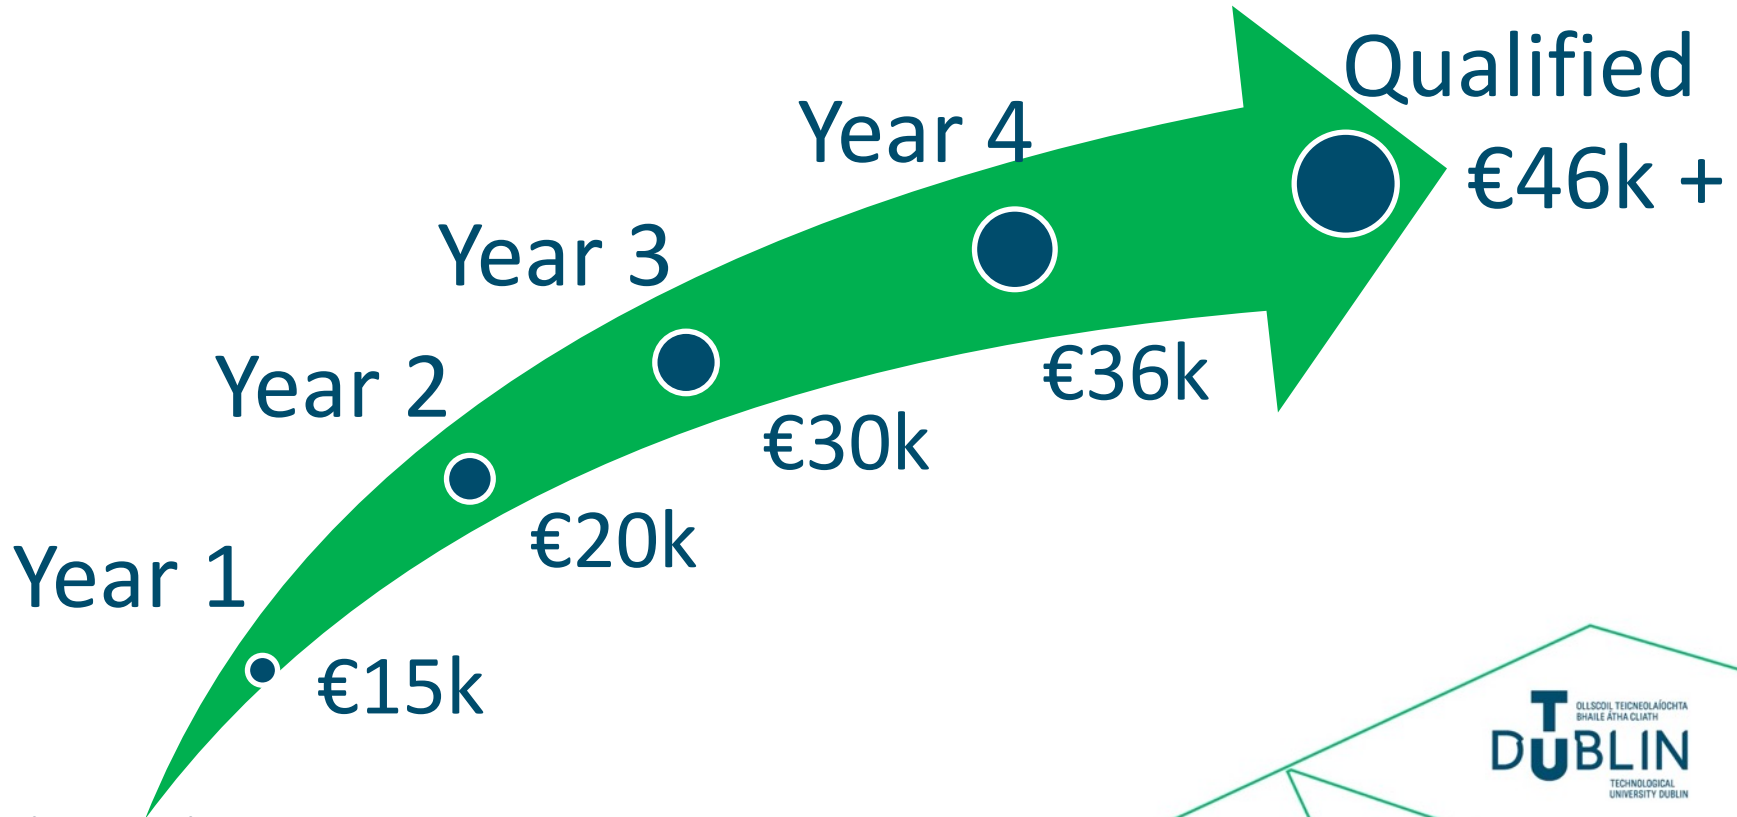 Qualified
€46k +
Year 4
€36k
Year 3
€30k
Year 2
€20k
Year 1
€15k
OLLSCOIL TEICNEOLAÍOCHTA
BHAILE ÁTHA CLIATH
TU DUBLIN
TECHNOLOGICAL
UNIVERSITY DUBLIN